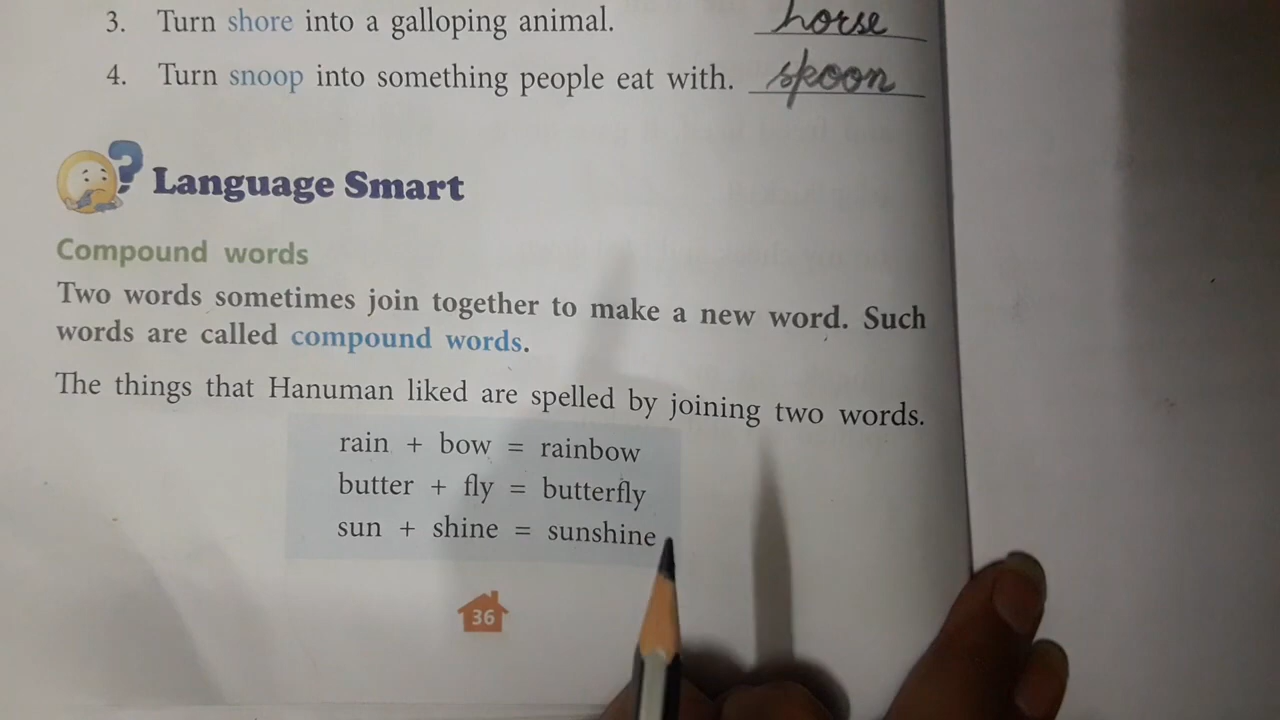 3. Turn shore into a galloping animal. horse
4. Turn snoop into something people eat with. spoon
Language Smart
Compound words
Two words sometimes join together to make a new word. Such
words are called compound words.
The things that Hanuman liked are spelled by joining two words.
rain + bow = rainbow
butter + fly = butterfly
sun + shine = sunshine
36